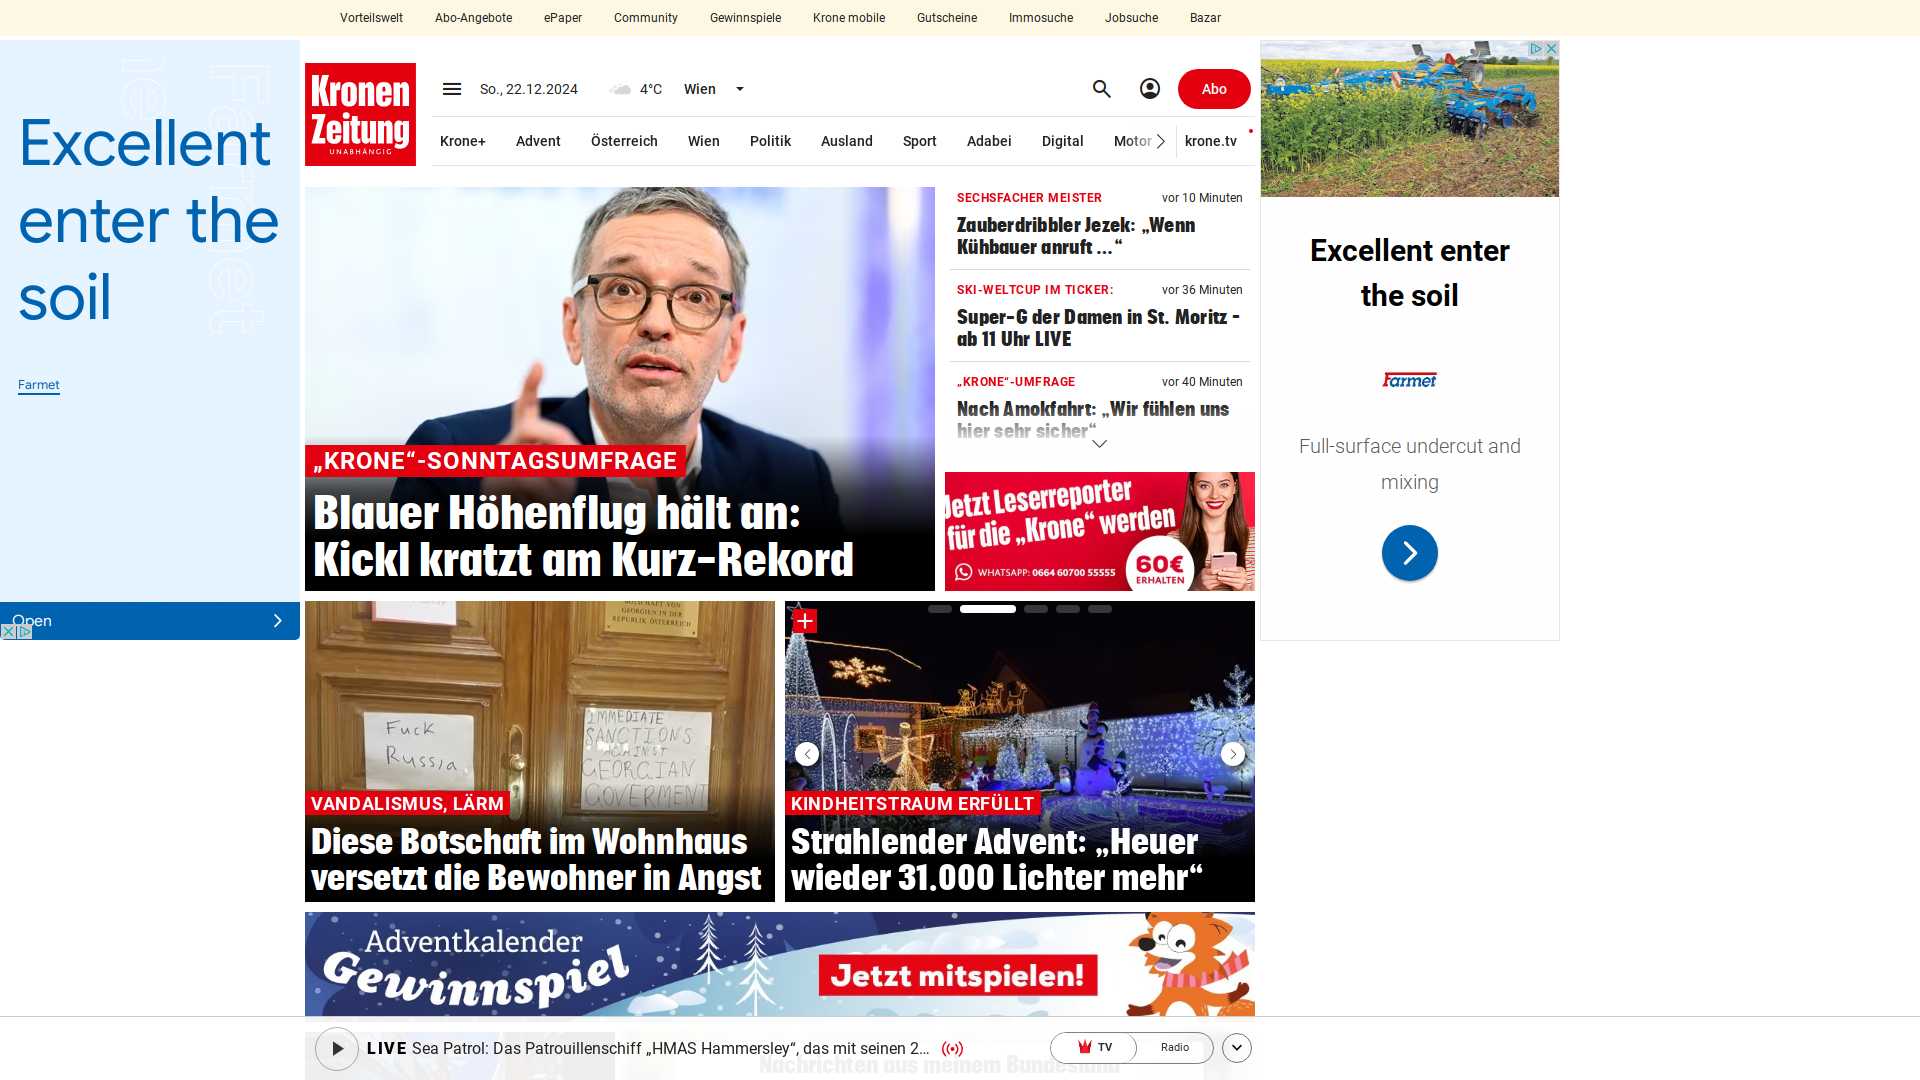 Vorteilswelt
Abo-Angebote
ePaper
Community
Gewinnspiele
Krone mobile
Gutscheine
Immosuche
Jobsuche
Bazar
Excellent
enter the
soil
Farmet
Open
Kronen
Zeitung
UNABHÄNGIG
So., 22.12.2024
4°C
Wien
Abo
Krone+
Advent
Österreich
Wien
Politik
Ausland
Sport
Adabei
Digital
Motor
krone.tv
„KRONE“-SONNTAGSUMFRAGE
Blauer Höhenflug hält an:
Kickl kratzt am Kurz-Rekord
SECHSFACHER MEISTER
vor 10 Minuten
Zauberdribbler Jezek: „Wenn
Kühbauer anruft ...“
SKI-WELTCUP IM TICKER:
vor 36 Minuten
Super-G der Damen in St. Moritz -
ab 11 Uhr LIVE
„KRONE“-UMFRAGE
vor 40 Minuten
Nach Amokfahrt: „Wir fühlen uns
hier sehr sicher“
Jetzt Leserreporter
für die „Krone“ werden
WHATSAPP: 0664 60700 55555
60€
ERHALTEN
Excellent enter
the soil
Farmet
Full-surface undercut and
mixing
GEORGIEN IN DER
REPUBLIK ÖSTERREICH
Fuck
Russia
IMMEDIATE
SANCTIONS
AGAINST
GEORGIAN
GOVERMENT
VANDALISMUS, LÄRM
Diese Botschaft im Wohnhaus
versetzt die Bewohner in Angst
KINDHEITSTRAUM ERFÜLLT
Strahlender Advent: „Heuer
wieder 31.000 Lichter mehr“
Adventkalender
Gewinnspiel
Jetzt mitspielen!
LIVE Sea Patrol: Das Patrouillenschiff „HMAS Hammersley“, das mit seinen 2...
TV
Radio
Nachrichten aus meinem Bundesland